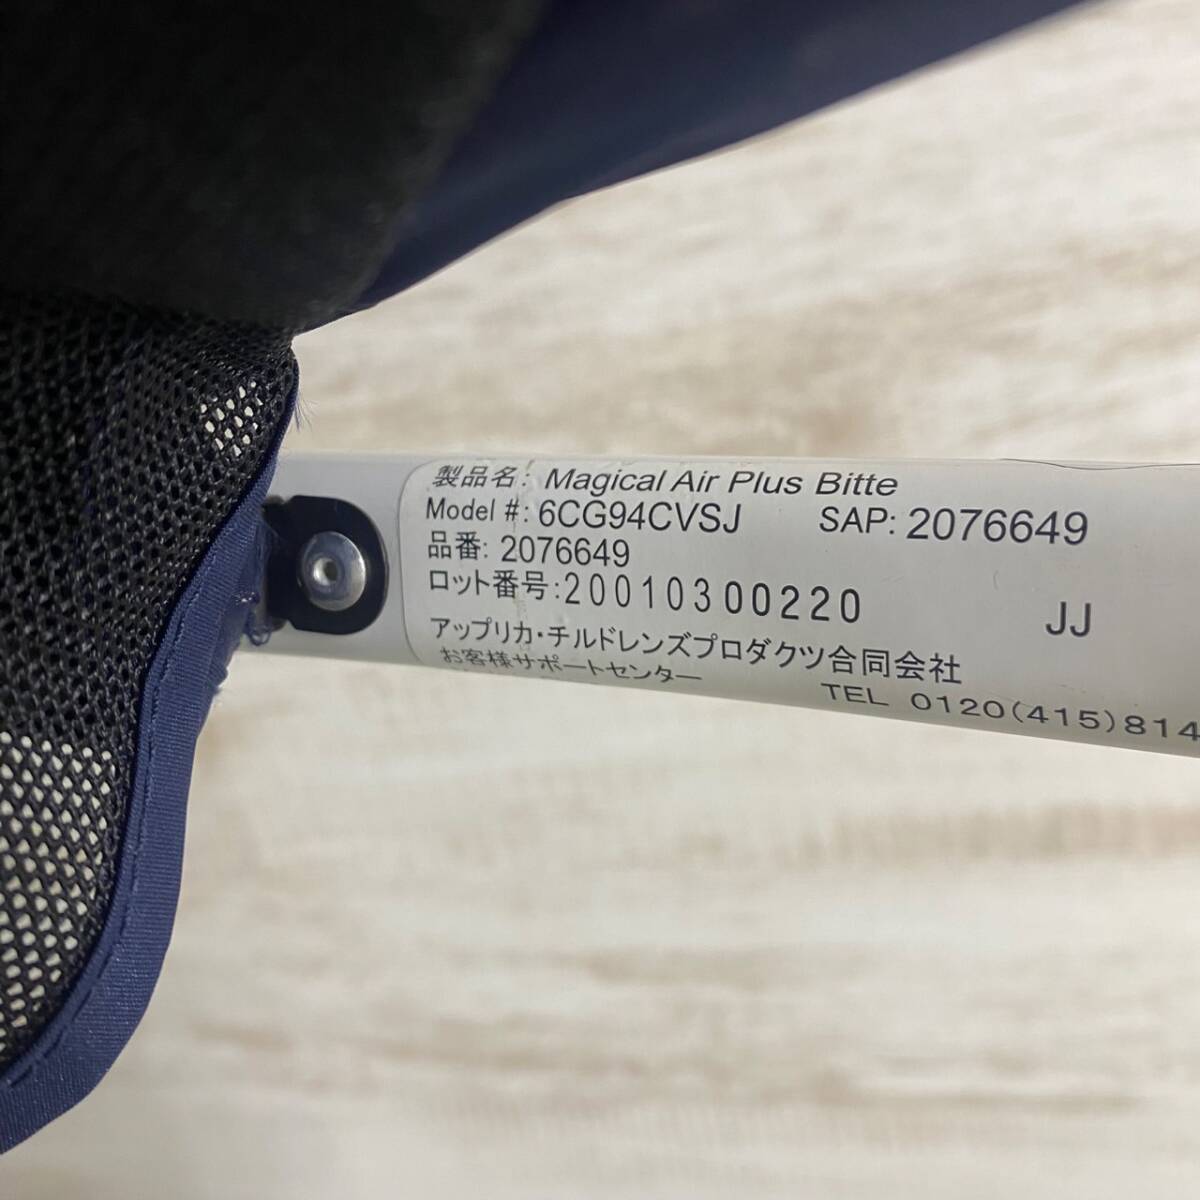 製品名: Magical Air Plus Bitte
Model #: 6CG94CVSJ SAP: 2076649
品番: 2076649
ロット番号:20010300220 JJ
アップリカ・チルドレンズプロダクツ合同会社
お客様サポートセンター
TEL 0120(415)814